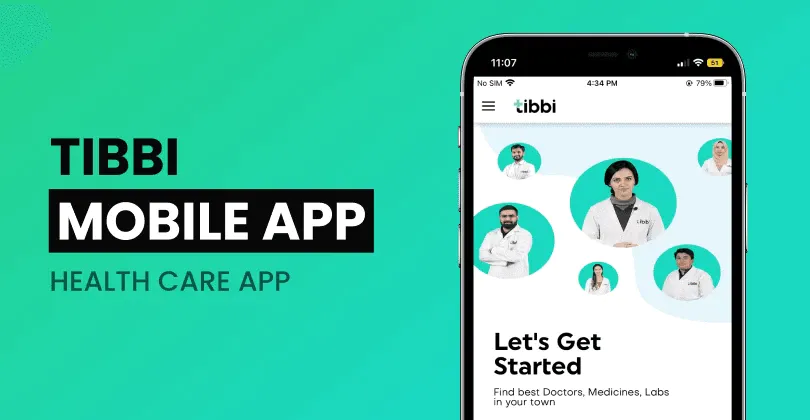 TIBBI
MOBILE APP
HEALTH CARE APP
11:07
51
No SIM
4:34 PM
79%
tibbi
Let's Get
Started
Find best Doctors, Medicines, Labs
in your town